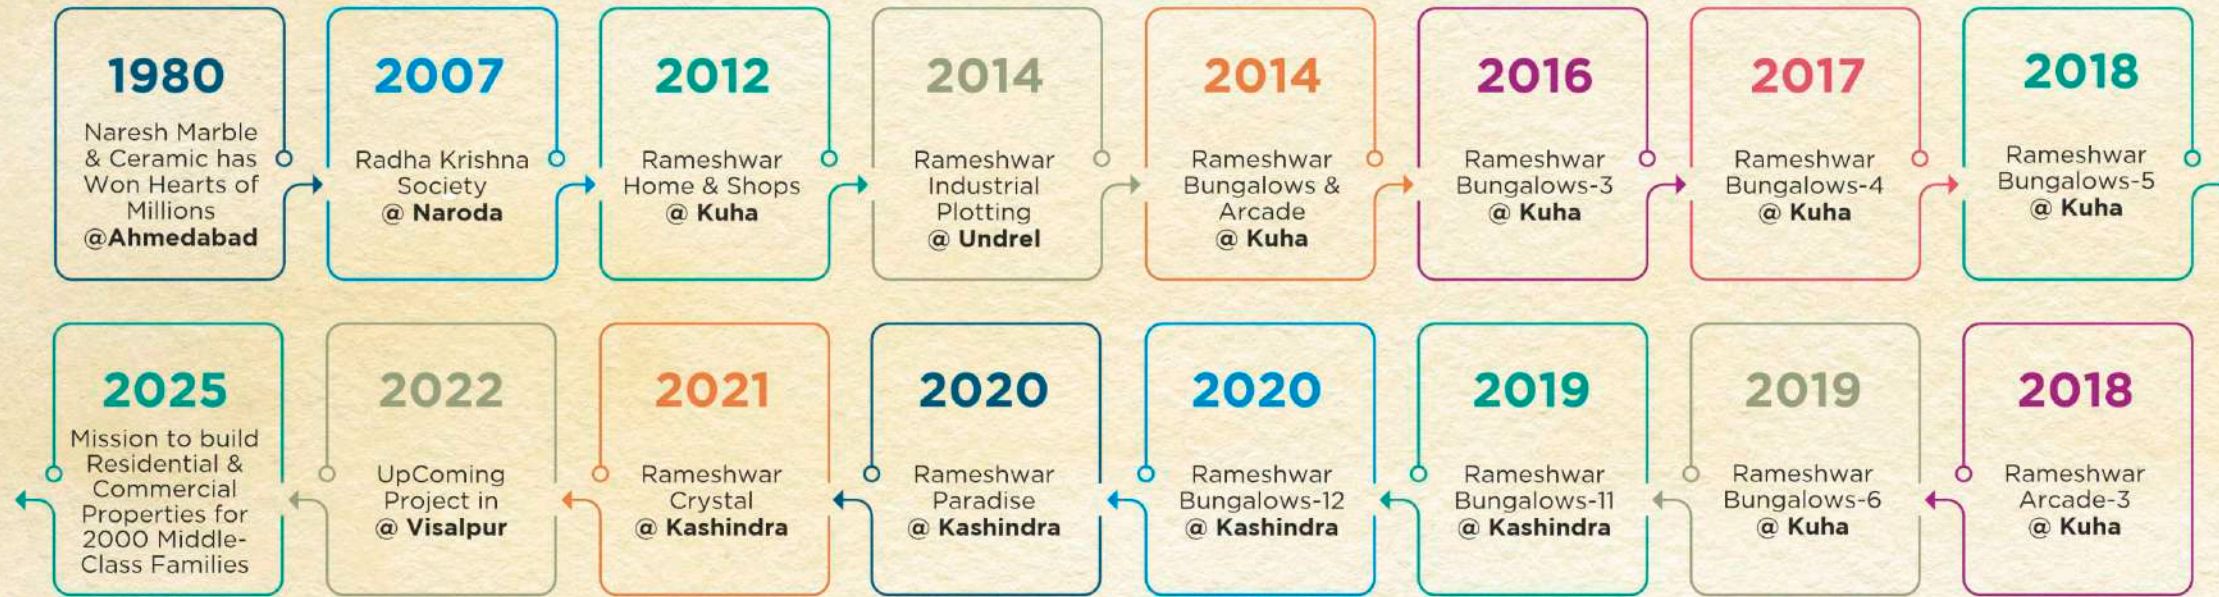 1980
Naresh Marble
& Ceramic has
Won Hearts of
Millions
@Ahmedabad
2007
Radha Krishna
Society
@ Naroda
2012
Rameshwar
Home & Shops
@ Kuha
2014
Rameshwar
Industrial
Plotting
@ Undrel
2014
Rameshwar
Bungalows &
Arcade
@ Kuha
2016
Rameshwar
Bungalows-3
@ Kuha
2017
Rameshwar
Bungalows-4
@ Kuha
2018
Rameshwar
Bungalows-5
@ Kuha
2018
Rameshwar
Arcade-3
@ Kuha
2019
Rameshwar
Bungalows-6
@ Kuha
2019
Rameshwar
Bungalows-11
@ Kashindra
2020
Rameshwar
Bungalows-12
@ Kashindra
2020
Rameshwar
Paradise
@ Kashindra
2021
Rameshwar
Crystal
@ Kashindra
2022
UpComing
Project in
@ Visalpur
2025
Mission to build
Residential &
Commercial
Properties for
2000 Middle-
Class Families